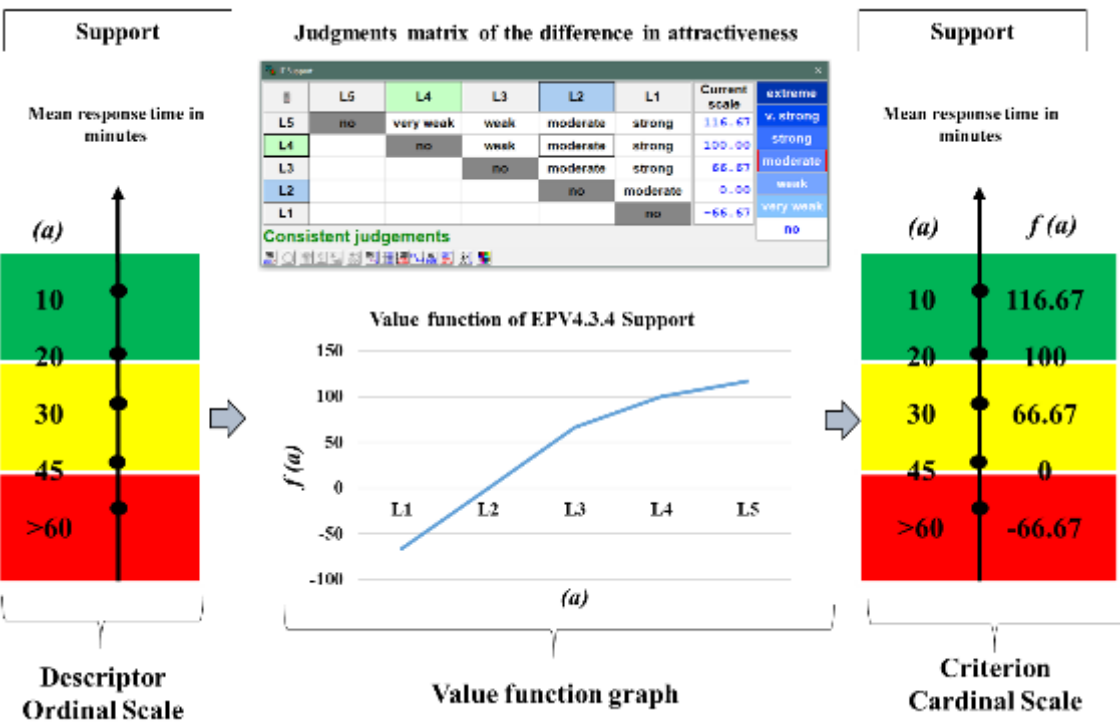 Support
Mean response time in
minutes
(a)
10
20
30
45
>60
Descriptor
Ordinal Scale
Judgments matrix of the difference in attractiveness
L5 L4 L3 L2 L1 Current
scale
L5 no very weak weak moderate strong 116.67
L4 no weak moderate strong 100.00
L3 no moderate strong 66.67
L2 no moderate 0.00
L1 no -66.67
extreme
v. strong
strong
moderate
weak
very weak
no
Consistent judgements
Value function of EPV4.3.4 Support
150
100
50
0
-50
-100
f (a)
L1 L2 L3 L4 L5
(a)
Value function graph
Support
Mean response time in
minutes
(a) f (a)
10 116.67
20 100
30 66.67
45 0
>60 -66.67
Criterion
Cardinal Scale